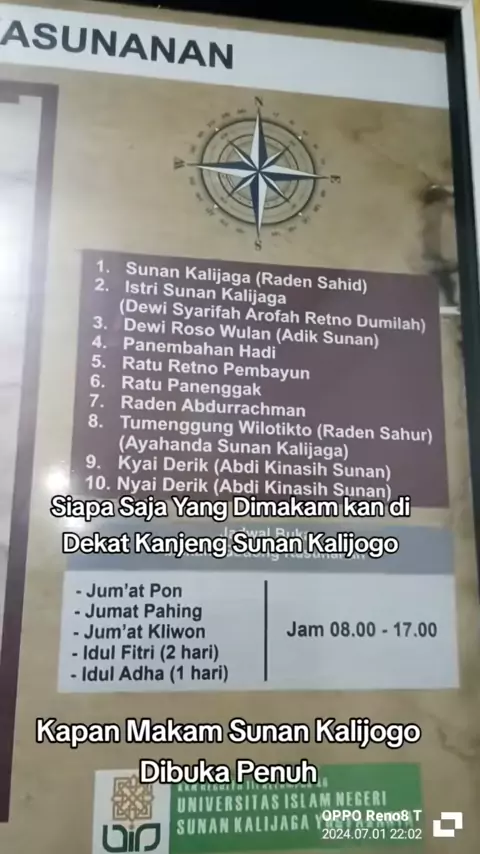 ASUNANAN
N
W
E
S
1. Sunan Kalijaga (Raden Sahid)
2. Istri Sunan Kalijaga
(Dewi Syarifah Arofah Retno Dumilah)
3. Dewi Roso Wulan (Adik Sunan)
4. Panembahan Hadi
5. Ratu Retno Pembayun
6. Ratu Panenggak
7. Raden Abdurrachman
8. Tumenggung Wilotikto (Raden Sahur)
(Ayahanda Sunan Kalijaga)
9. Kyai Derik (Abdi Kinasih Sunan)
10. Nyai Derik (Abdi Kinasih Sunan)
Siapa Saja Yang Dimakam kan di
Dekat Kanjeng Sunan Kalijogo
Jadwal Buka
- Jum'at Pon
- Jumat Pahing
- Jum'at Kliwon
- Idul Fitri (2 hari)
- Idul Adha (1 hari)
Jam 08.00 - 17.00
Kapan Makam Sunan Kalijogo
Dibuka Penuh
UNIVERSITAS ISLAM NEGERI
SUNAN KALIJAGA
OPPO Reno8 T
2024.07.01 22:02